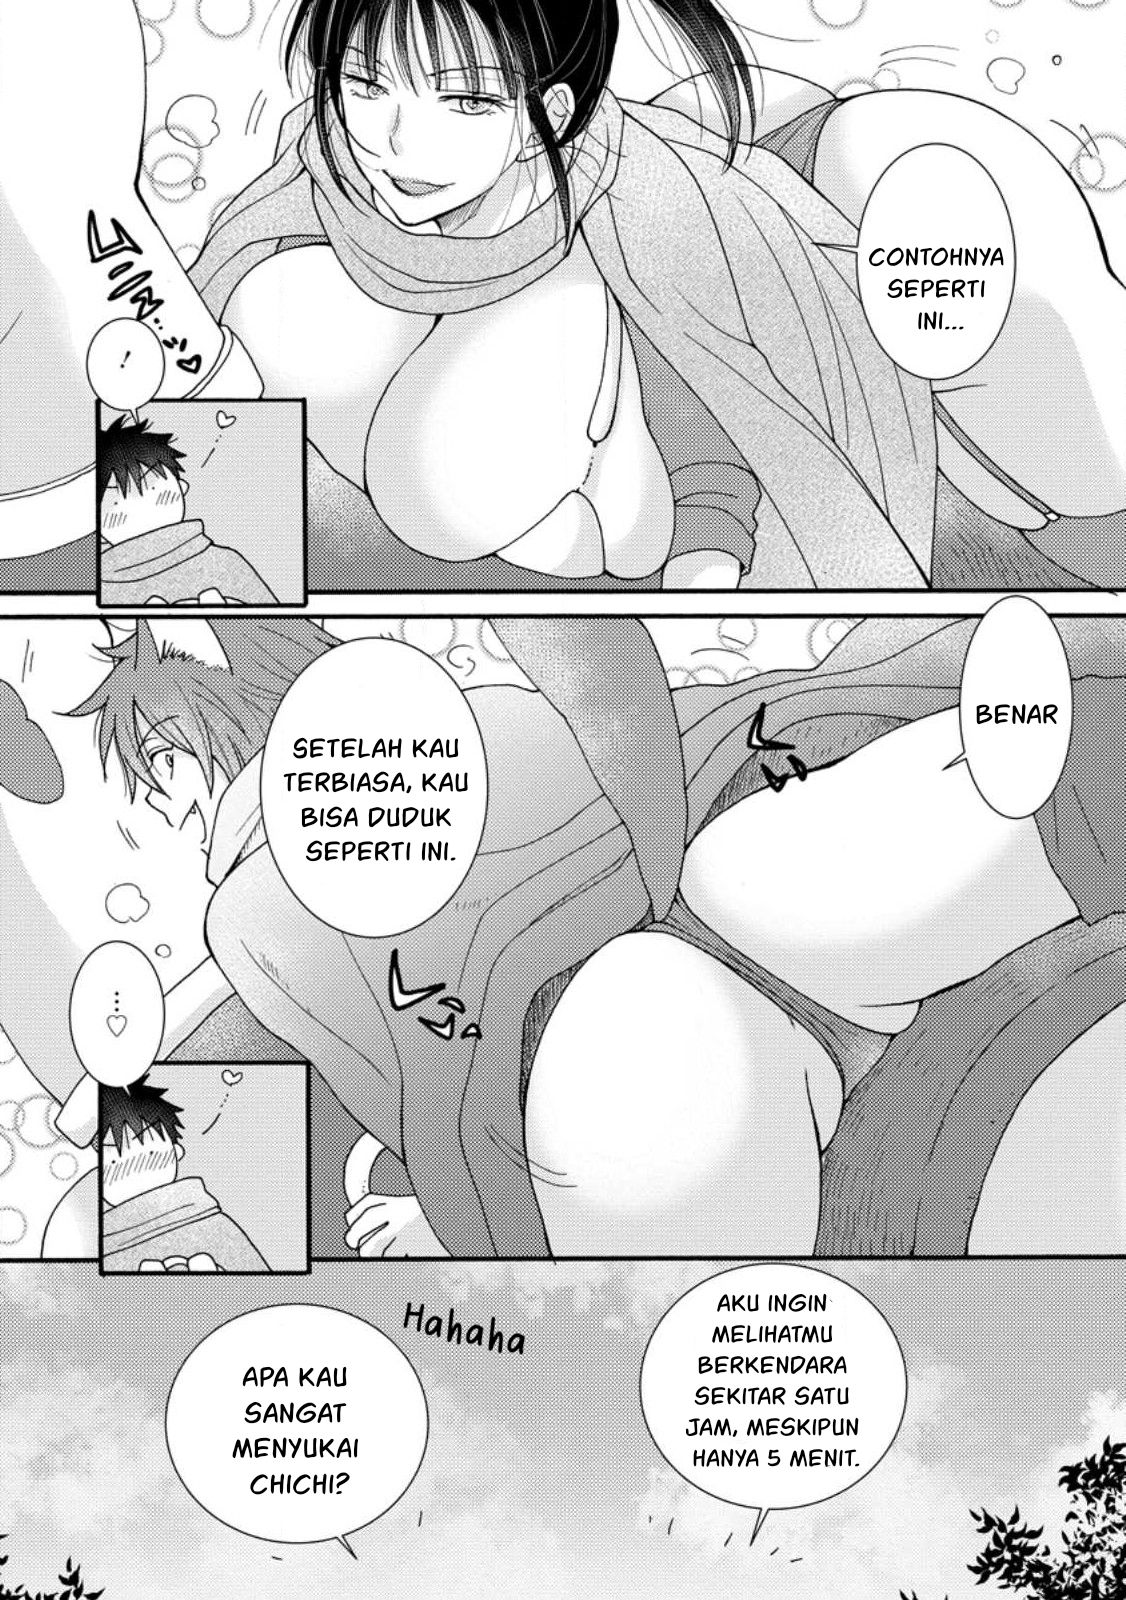 CONTOHNYA
SEPERTI
INI...
!
BENAR
SETELAH KAU
TERBIASA, KAU
BISA DUDUK
SEPERTI INI.
...
♡
AKU INGIN
MELIHATMU
BERKENDARA
SEKITAR SATU
JAM, MESKIPUN
HANYA 5 MENIT.
Hahaha
APA KAU
SANGAT
MENYUKAI
CHICHI?